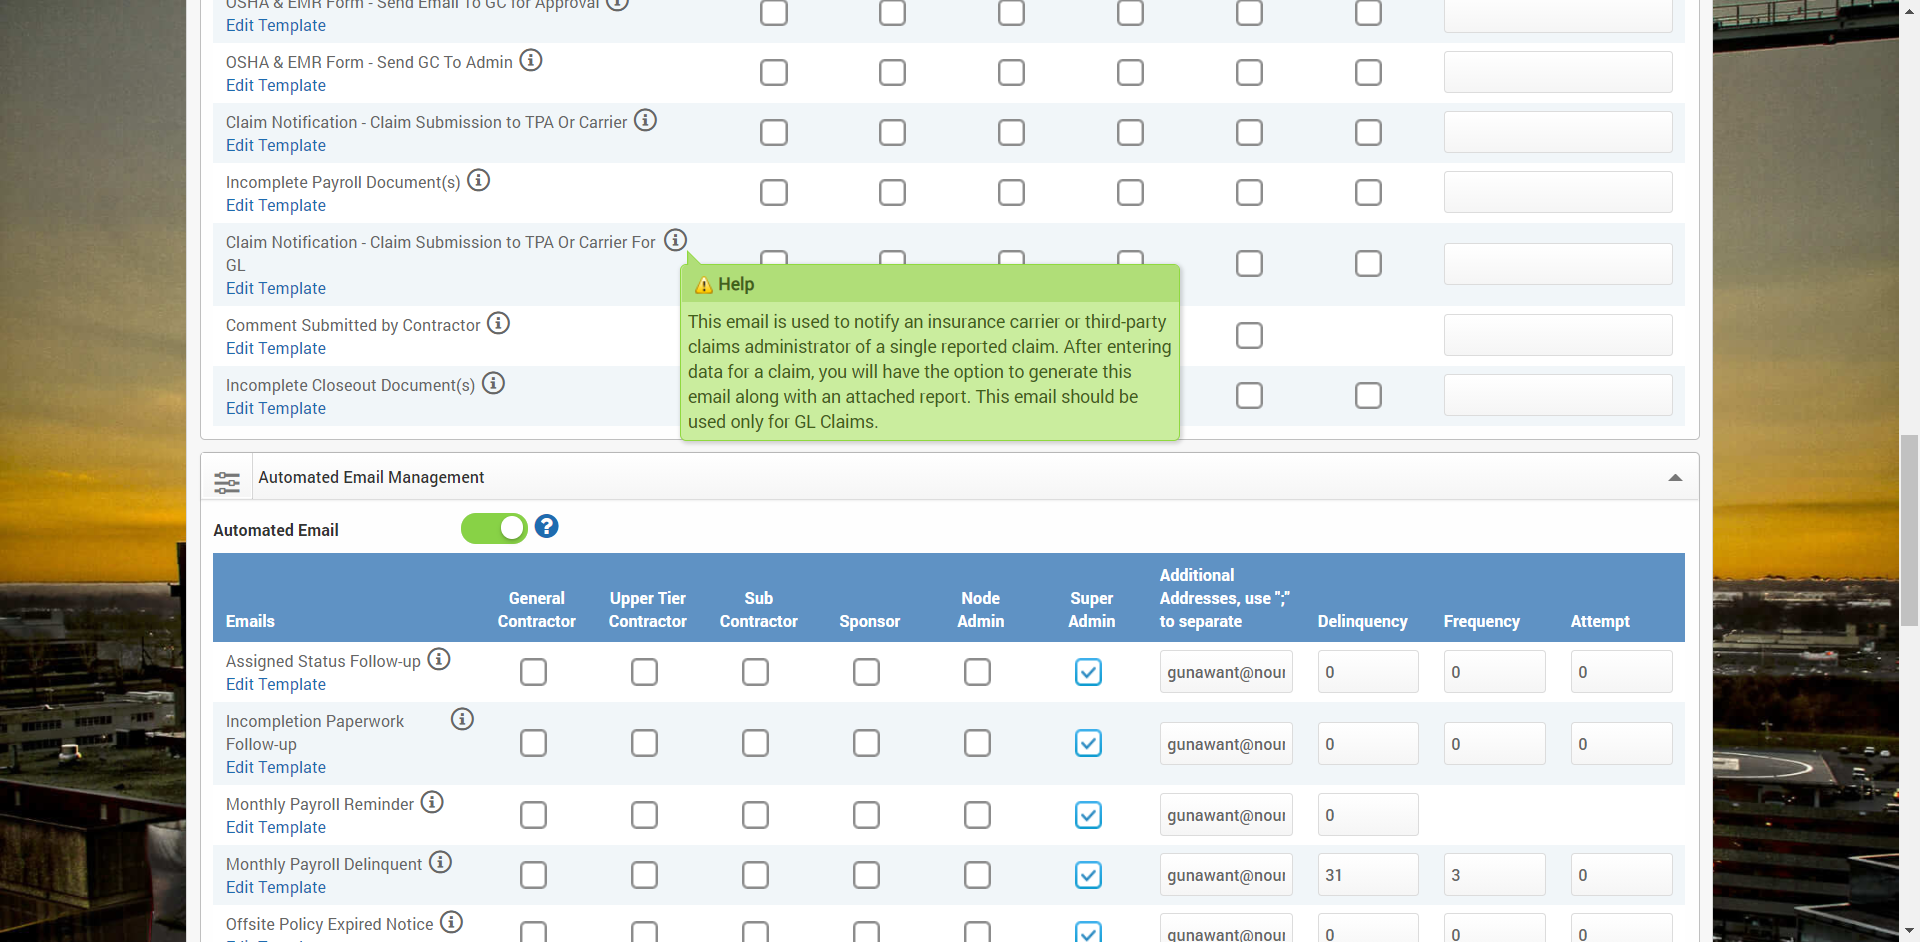 OSHA & EMR Form - Send Email To GC for Approval
Edit Template
OSHA & EMR Form - Send GC To Admin
Edit Template
Claim Notification - Claim Submission to TPA Or Carrier
Edit Template
Incomplete Payroll Document(s)
Edit Template
Claim Notification - Claim Submission to TPA Or Carrier For
GL
Edit Template
Help
This email is used to notify an insurance carrier or third-party
claims administrator of a single reported claim. After entering
data for a claim, you will have the option to generate this
email along with an attached report. This email should be
used only for GL Claims.
Comment Submitted by Contractor
Edit Template
Incomplete Closeout Document(s)
Edit Template
Automated Email Management
Automated Email
Emails
General
Contractor
Upper Tier
Contractor
Sub
Contractor
Sponsor
Node
Admin
Super
Admin
Additional
Addresses, use ";"
to separate
Delinquency
Frequency
Attempt
Assigned Status Follow-up
Edit Template
gunawant@nou
0
0
0
Incompletion Paperwork
Follow-up
Edit Template
gunawant@nou
0
0
0
Monthly Payroll Reminder
Edit Template
gunawant@nou
0
Monthly Payroll Delinquent
Edit Template
gunawant@nou
31
3
0
Offsite Policy Expired Notice
gunawant@nou
0
0
0